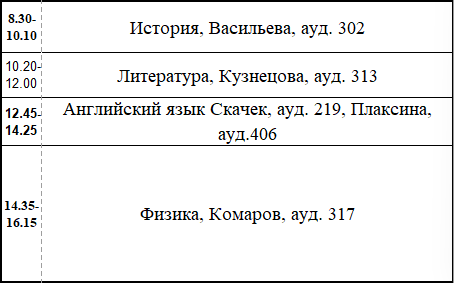 8.30-
10.10
История, Васильева, ауд. 302
10.20-
12.00
Литература, Кузнецова, ауд. 313
12.45-
14.25
Английский язык Скачек, ауд. 219, Плаксина,
ауд.406
14.35-
16.15
Физика, Комаров, ауд. 317